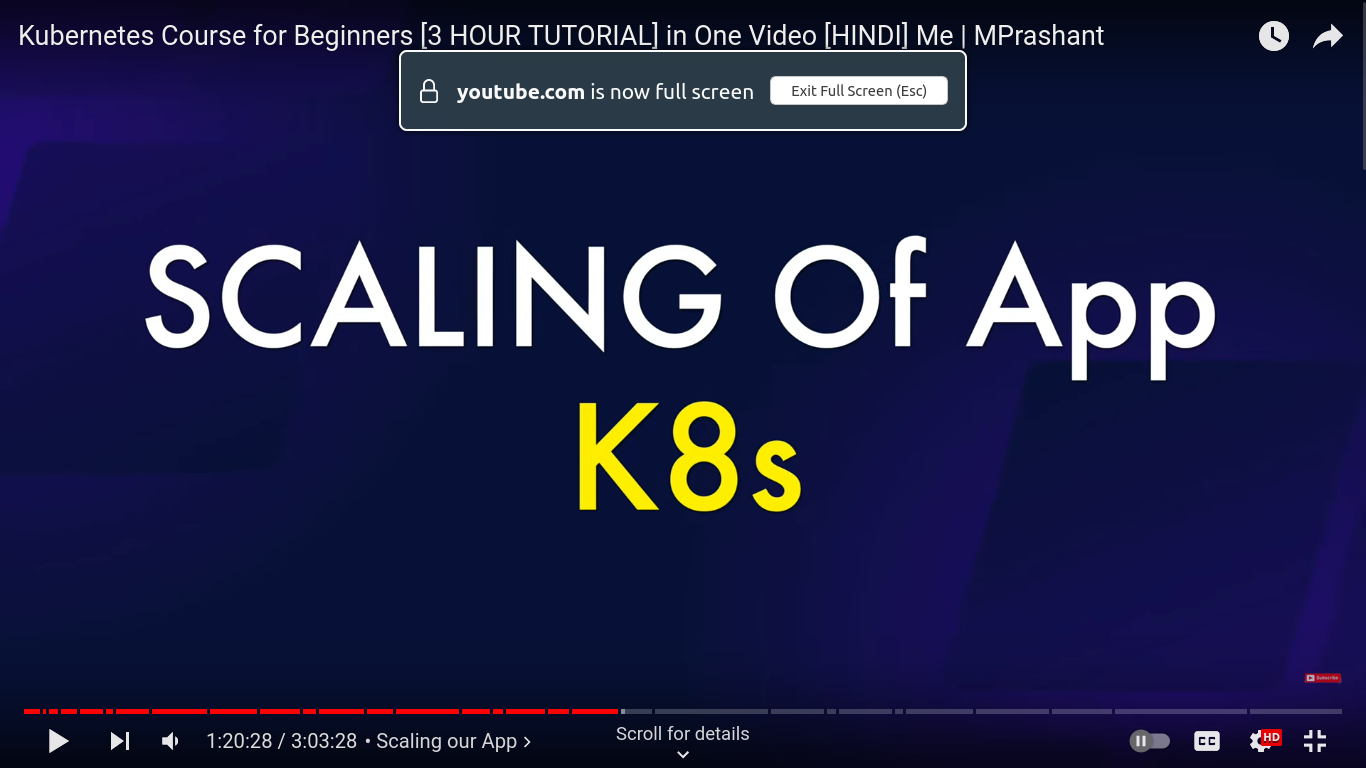 Kubernetes Course for Beginners [3 HOUR TUTORIAL] in One Video [HINDI] Me | MPrashant
youtube.com is now full screen
Exit Full Screen (Esc)
SCALING Of App
K8s
Subscribe
1:20:28 / 3:03:28 • Scaling our App
Scroll for details
CC
HD